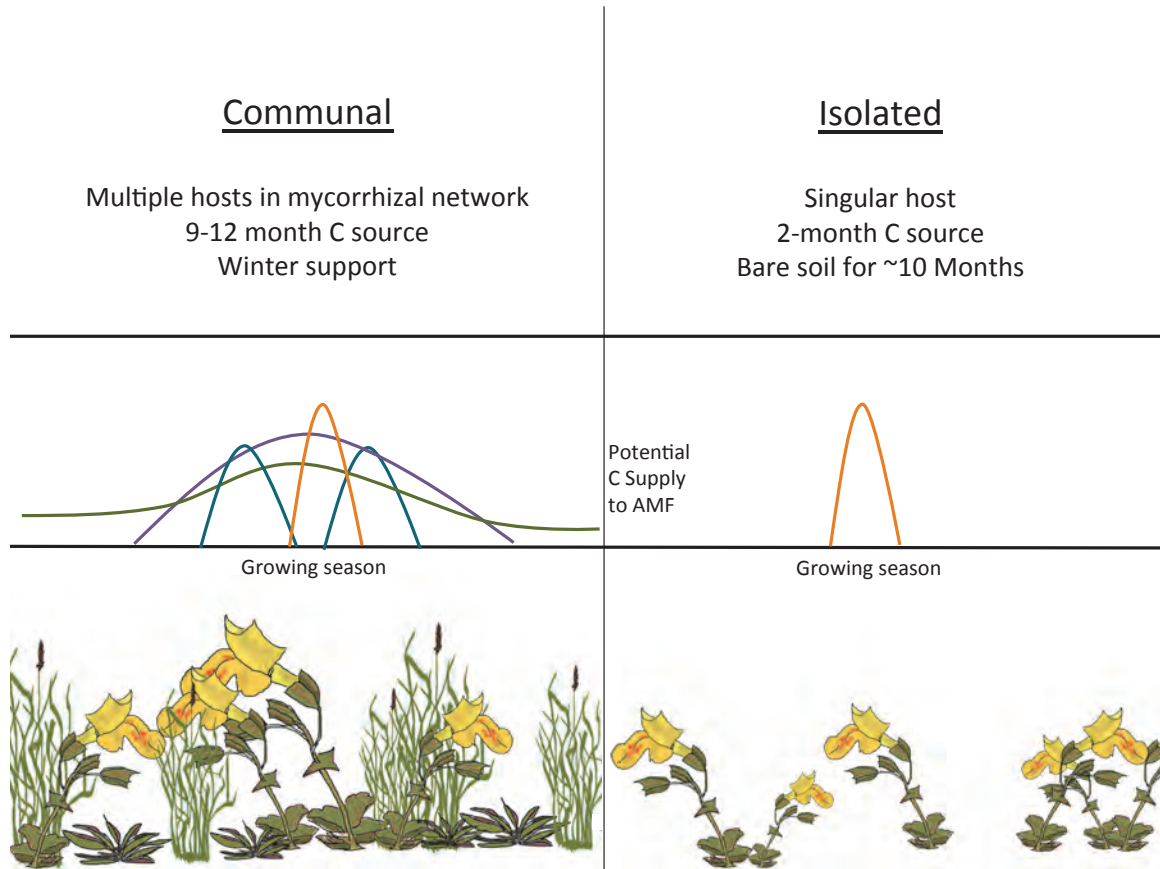 Communal
Multiple hosts in mycorrhizal network
9-12 month C source
Winter support
Isolated
Singular host
2-month C source
Bare soil for ~10 Months
Potential
C Supply
to AMF
Growing season
Growing season